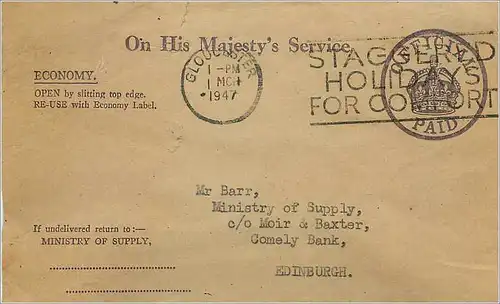 On His Majesty's Service.
GLOUCESTER
1 - PM
1 MCH
1947
STAGGERED
HOLIDAYS
FOR COMFORT
OFFICIAL
PAID
ECONOMY.
OPEN by slitting top edge.
RE-USE with Economy Label.
Mr Barr,
Ministry of Supply,
c/o Moir & Baxter,
Comely Bank,
EDINBURGH.
If undelivered return to:—
MINISTRY OF SUPPLY,